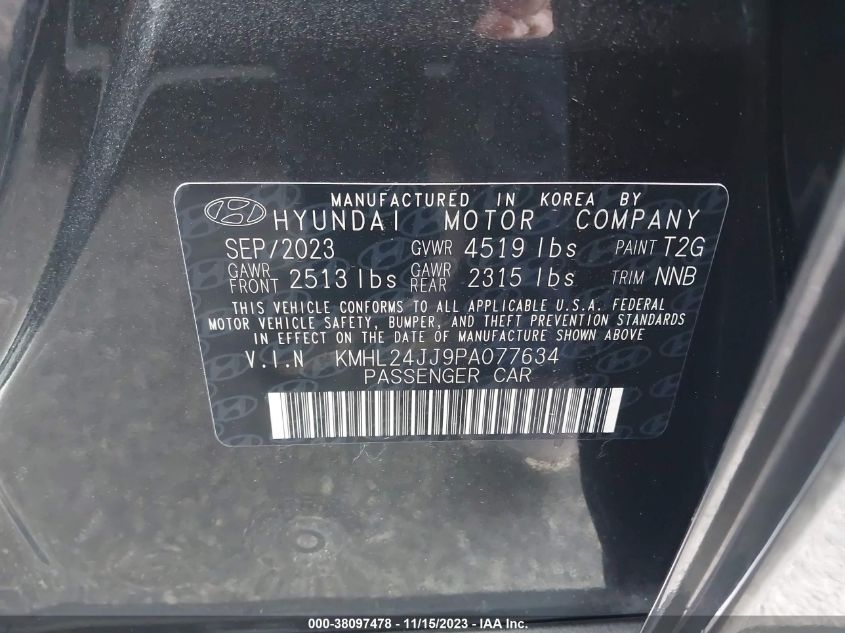 MANUFACTURED IN KOREA BY
HYUNDAI MOTOR COMPANY
SEP/2023 GVWR 4519 lbs PAINT T2G
GAWR FRONT 2513 lbs GAWR REAR 2315 lbs TRIM NNB
THIS VEHICLE CONFORMS TO ALL APPLICABLE U.S.A. FEDERAL
MOTOR VEHICLE SAFETY, BUMPER, AND THEFT PREVENTION STANDARDS
IN EFFECT ON THE DATE OF MANUFACTURE SHOWN ABOVE
V.I.N KMHL24JJ9PA077634
PASSENGER CAR
000-38097478 - 11/15/2023 - IAA Inc.